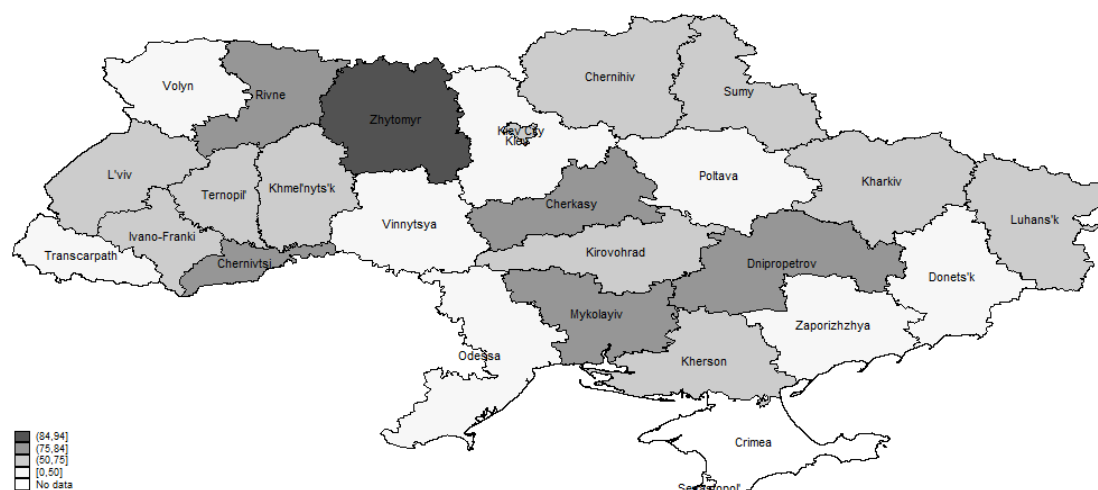 Chernihiv
Volyn
Sumy
Rivne
Zhytomyr
Kiev City
Kiev
L'viv
Poltava
Kharkiv
Khmel'nyts'k
Ternopil'
Cherkasy
Luhans'k
Vinnytsya
Ivano-Franki
Kirovohrad
Transcarpath
Chernivtsi
Dnipropetrov
Donets'k
Mykolayiv
Zaporizhzhya
Odessa
Kherson
Crimea
(84,94]
(75,84]
(50,75]
[0,50]
No data
Sevastopol'